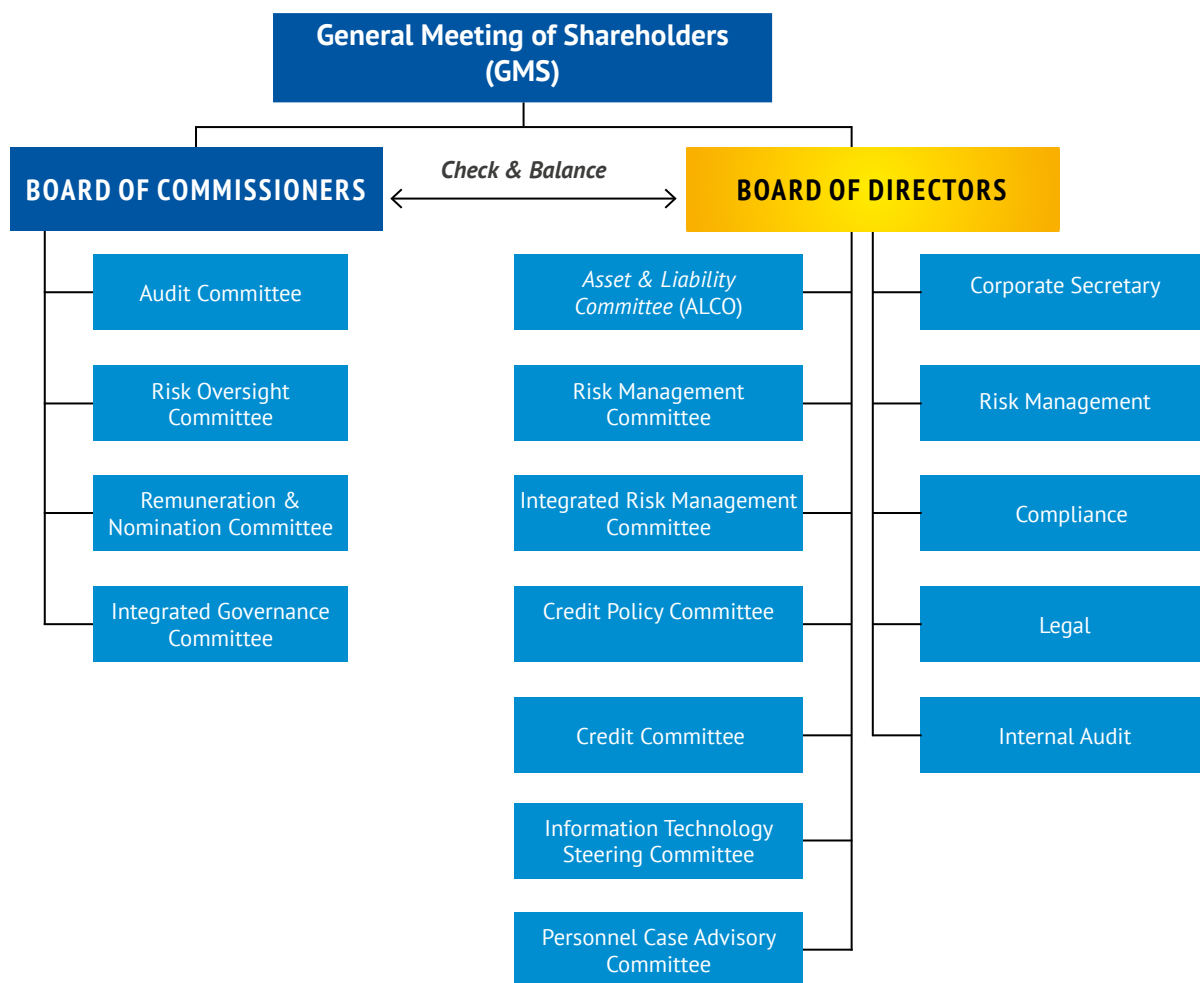 General Meeting of Shareholders
(GMS)
Check & Balance
BOARD OF COMMISSIONERS
BOARD OF DIRECTORS
Audit Committee
Risk Oversight
Committee
Remuneration &
Nomination Committee
Integrated Governance
Committee
Asset & Liability
Committee (ALCO)
Risk Management
Committee
Integrated Risk Management
Committee
Credit Policy Committee
Credit Committee
Information Technology
Steering Committee
Personnel Case Advisory
Committee
Corporate Secretary
Risk Management
Compliance
Legal
Internal Audit